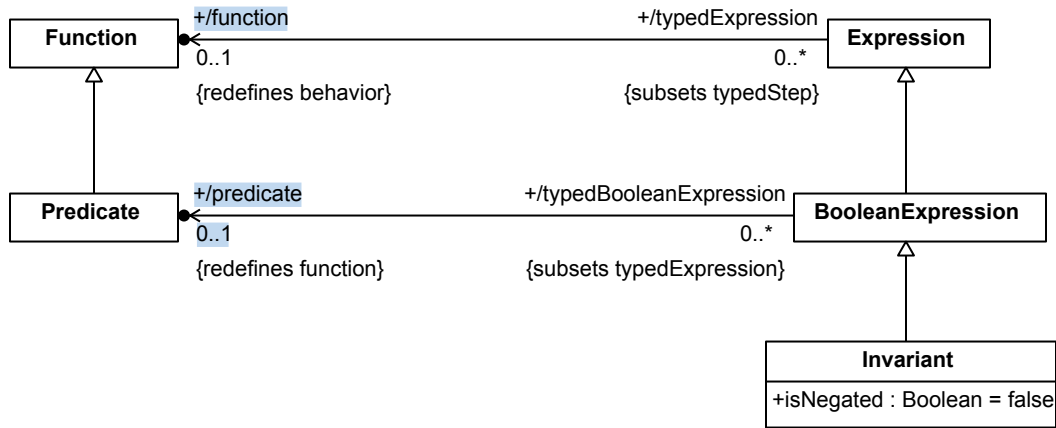 +/function
+/typedExpression
Function
Expression
0..1
0..*
{redefines behavior}
{subsets typedStep}
+/predicate
+/typedBooleanExpression
Predicate
BooleanExpression
0..1
0..*
{redefines function}
{subsets typedExpression}
Invariant
+isNegated : Boolean = false